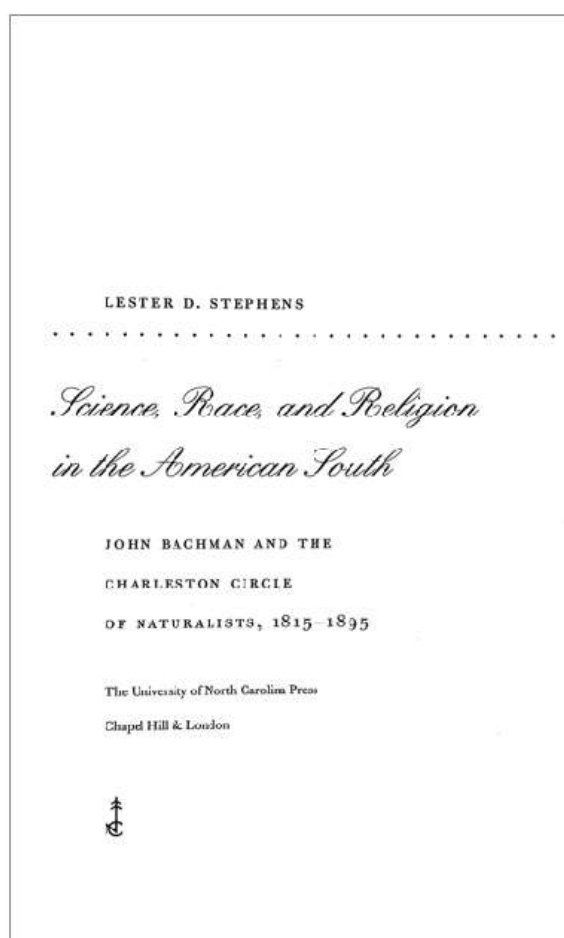 LESTER D. STEPHENS
Science, Race, and Religion
in the American South
JOHN BACHMAN AND THE
CHARLESTON CIRCLE
OF NATURALISTS, 1815–1895
The University of North Carolina Press
Chapel Hill & London